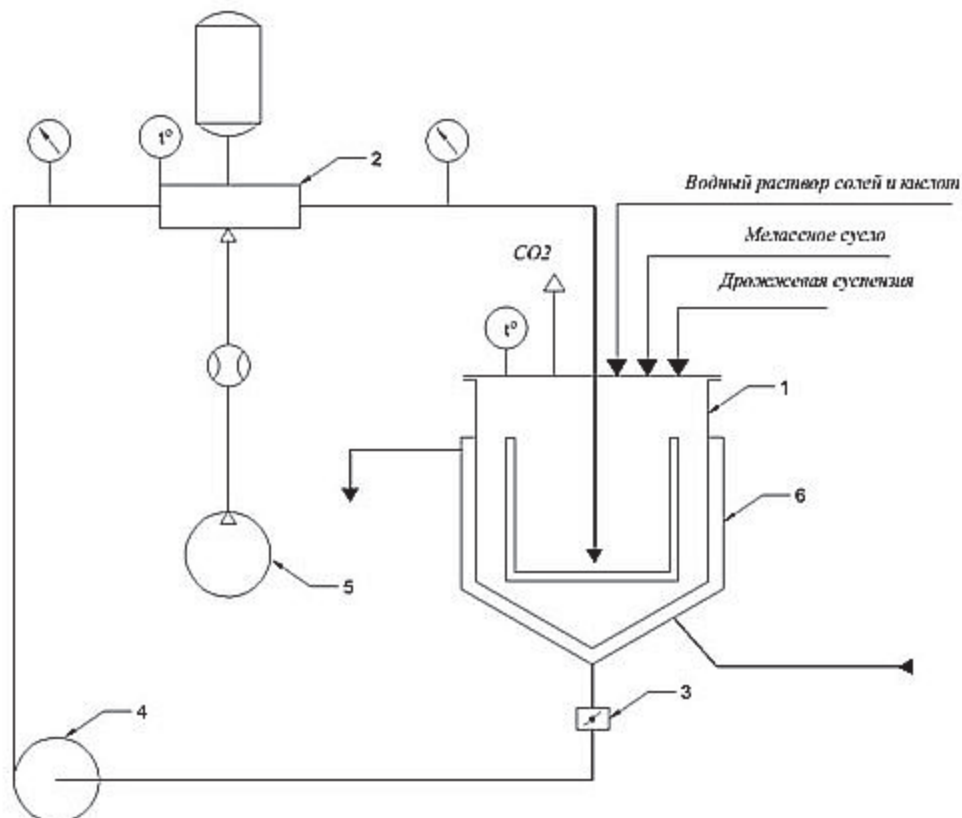 t°
2
Водный раствор солей и кислот
Мелассное сусло
CO2
Дрожжевая суспензия
t°
1
6
5
3
4